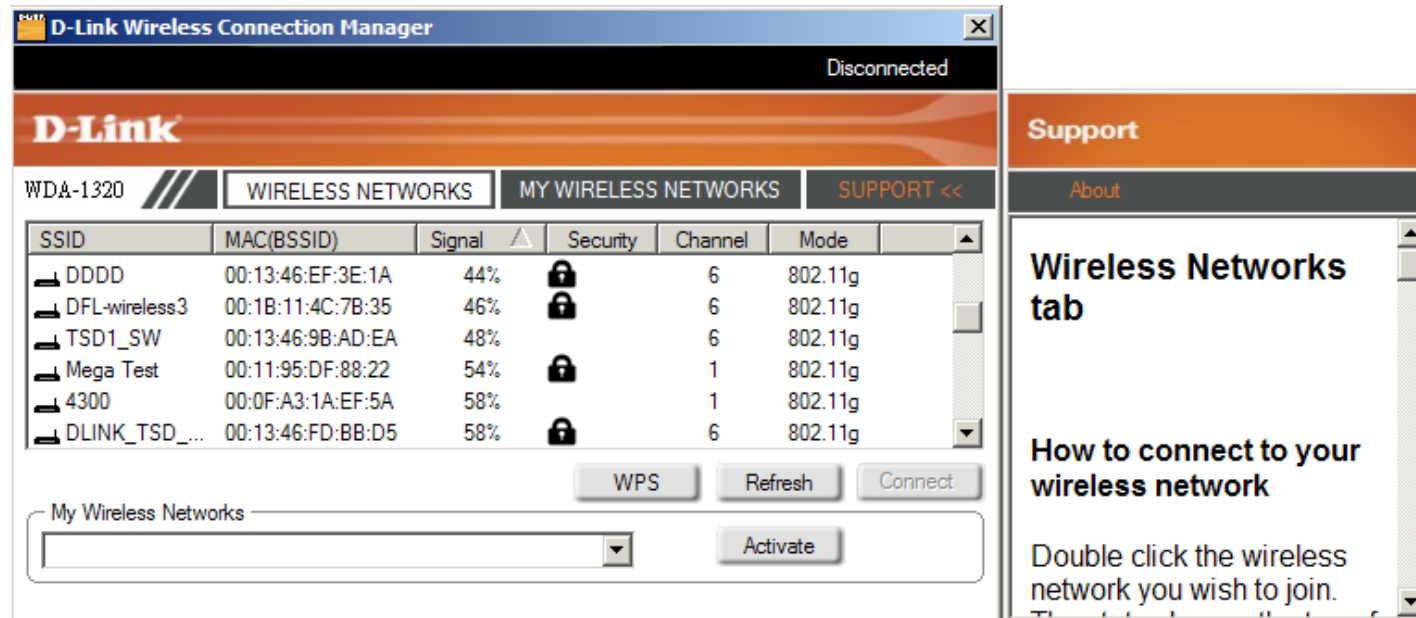 D-Link Wireless Connection Manager
Disconnected
D-Link
WDA-1320 WIRELESS NETWORKS MY WIRELESS NETWORKS SUPPORT <<
SSID MAC(BSSID) Signal Security Channel Mode
DDDD 00:13:46:EF:3E:1A 44% 6 802.11g
DFL-wireless3 00:1B:11:4C:7B:35 46% 6 802.11g
TSD1_SW 00:13:46:9B:AD:EA 48% 6 802.11g
Mega Test 00:11:95:DF:88:22 54% 1 802.11g
4300 00:0F:A3:1A:EF:5A 58% 1 802.11g
DLINK_TSD_... 00:13:46:FD:BB:D5 58% 6 802.11g
WPS Refresh Connect
My Wireless Networks
Activate
Support
About
Wireless Networks
tab
How to connect to your
wireless network
Double click the wireless
network you wish to join.